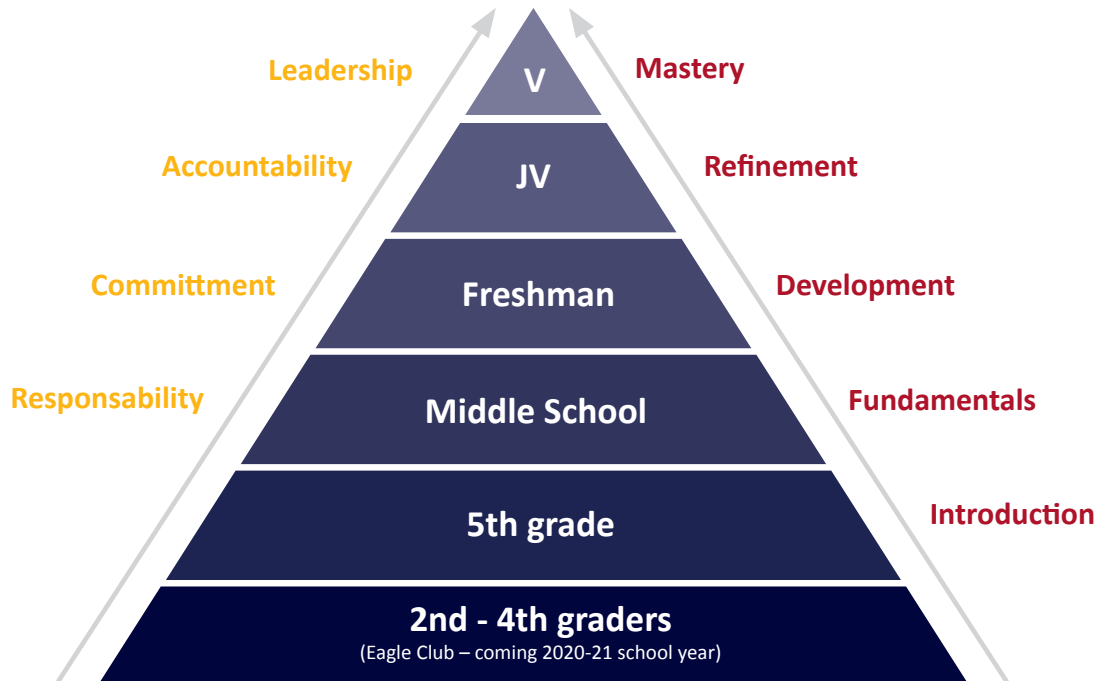 Leadership
V
Mastery
Accountability
JV
Refinement
Committment
Freshman
Development
Responsability
Middle School
Fundamentals
5th grade
Introduction
2nd - 4th graders
(Eagle Club – coming 2020-21 school year)